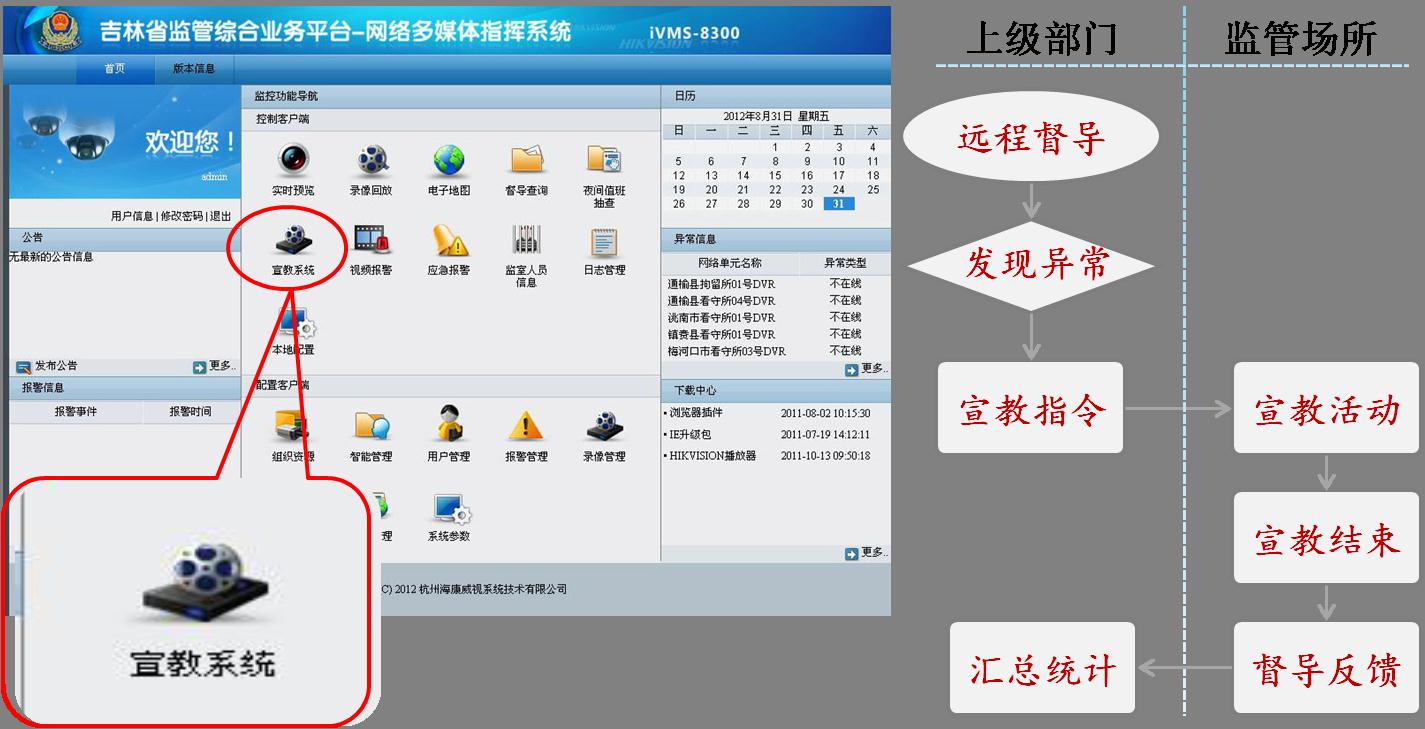 吉林省监管综合业务平台-网络多媒体指挥系统
HIKVISION
iVMS-8300
首页 版本信息
欢迎您！
admin
用户信息 | 修改密码 | 退出
公告
无最新的公告信息
发布公告 更多..
报警信息
报警事件 报警时间
监控功能导航
控制客户端
实时预览 录像回放 电子地图 督导查询 夜间值班抽查
宣教系统 视频报警 应急报警 监室人员信息 日志管理
本地配置
配置客户端
组织资源 智能管理 用户管理 报警管理 录像管理
理 系统参数
日历
2012年8月31日 星期五
日 一 二 三 四 五 六
1 2 3 4
5 6 7 8 9 10 11
12 13 14 15 16 17 18
19 20 21 22 23 24 25
26 27 28 29 30 31
异常信息
网络单元名称 异常类型
通榆县拘留所01号DVR 不在线
通榆县看守所04号DVR 不在线
洮南市看守所01号DVR 不在线
镇赉县看守所01号DVR 不在线
梅河口市看守所03号DVR 不在线
更多..
下载中心
浏览器插件 2011-08-02 10:15:30
IE升级包 2011-07-19 14:12:11
HIKVISION播放器 2011-10-13 09:50:18
更多..
C) 2012 杭州海康威视系统技术有限公司
宣教系统
上级部门 监管场所
远程督导
发现异常
宣教指令 宣教活动
宣教结束
汇总统计 督导反馈